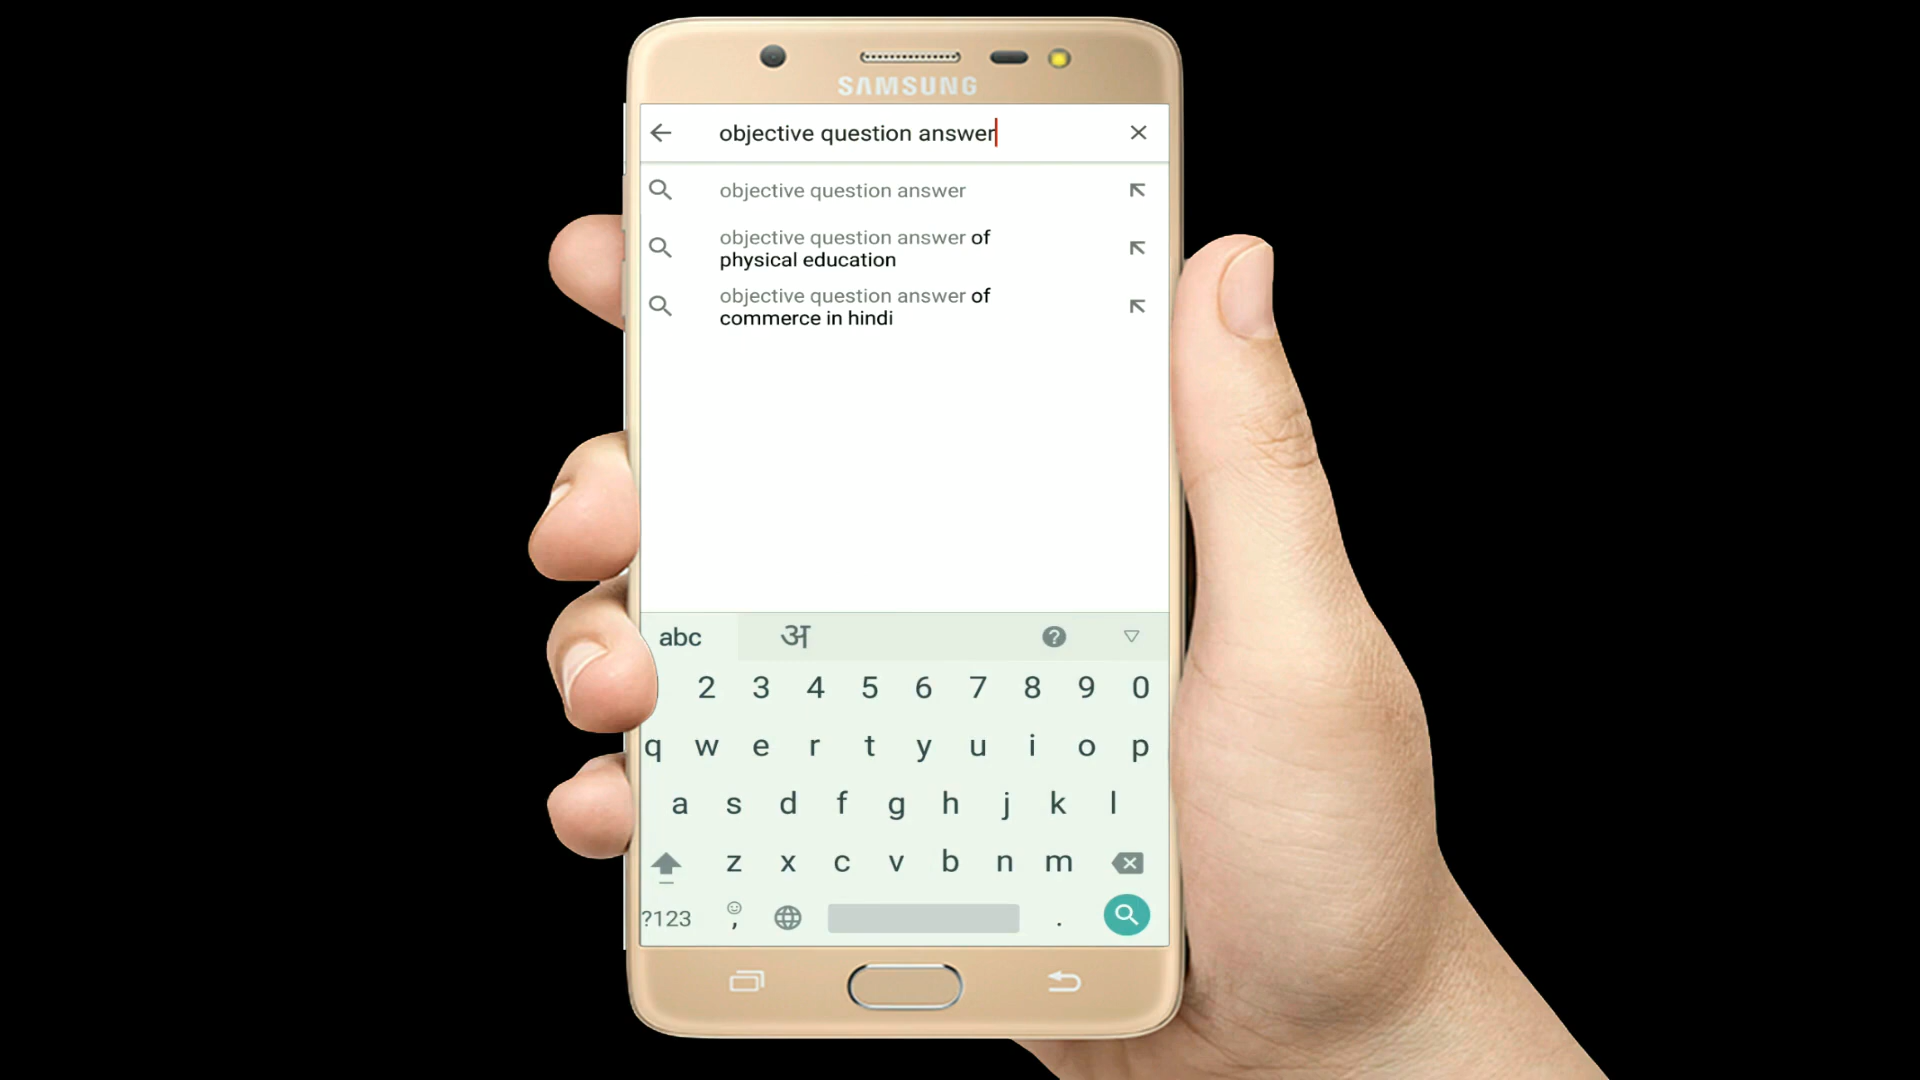 SAMSUNG
objective question answer
objective question answer
objective question answer of
physical education
objective question answer of
commerce in hindi
abc अ ?
2 3 4 5 6 7 8 9 0
q w e r t y u i o p
a s d f g h j k l
z x c v b n m
?123 , .